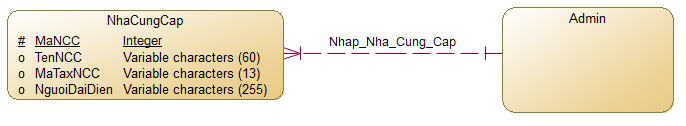 NhaCungCap
# MaNCC Integer
o TenNCC Variable characters (60)
o MaTaxNCC Variable characters (13)
o NguoiDaiDien Variable characters (255)
Nhap_Nha_Cung_Cap
Admin